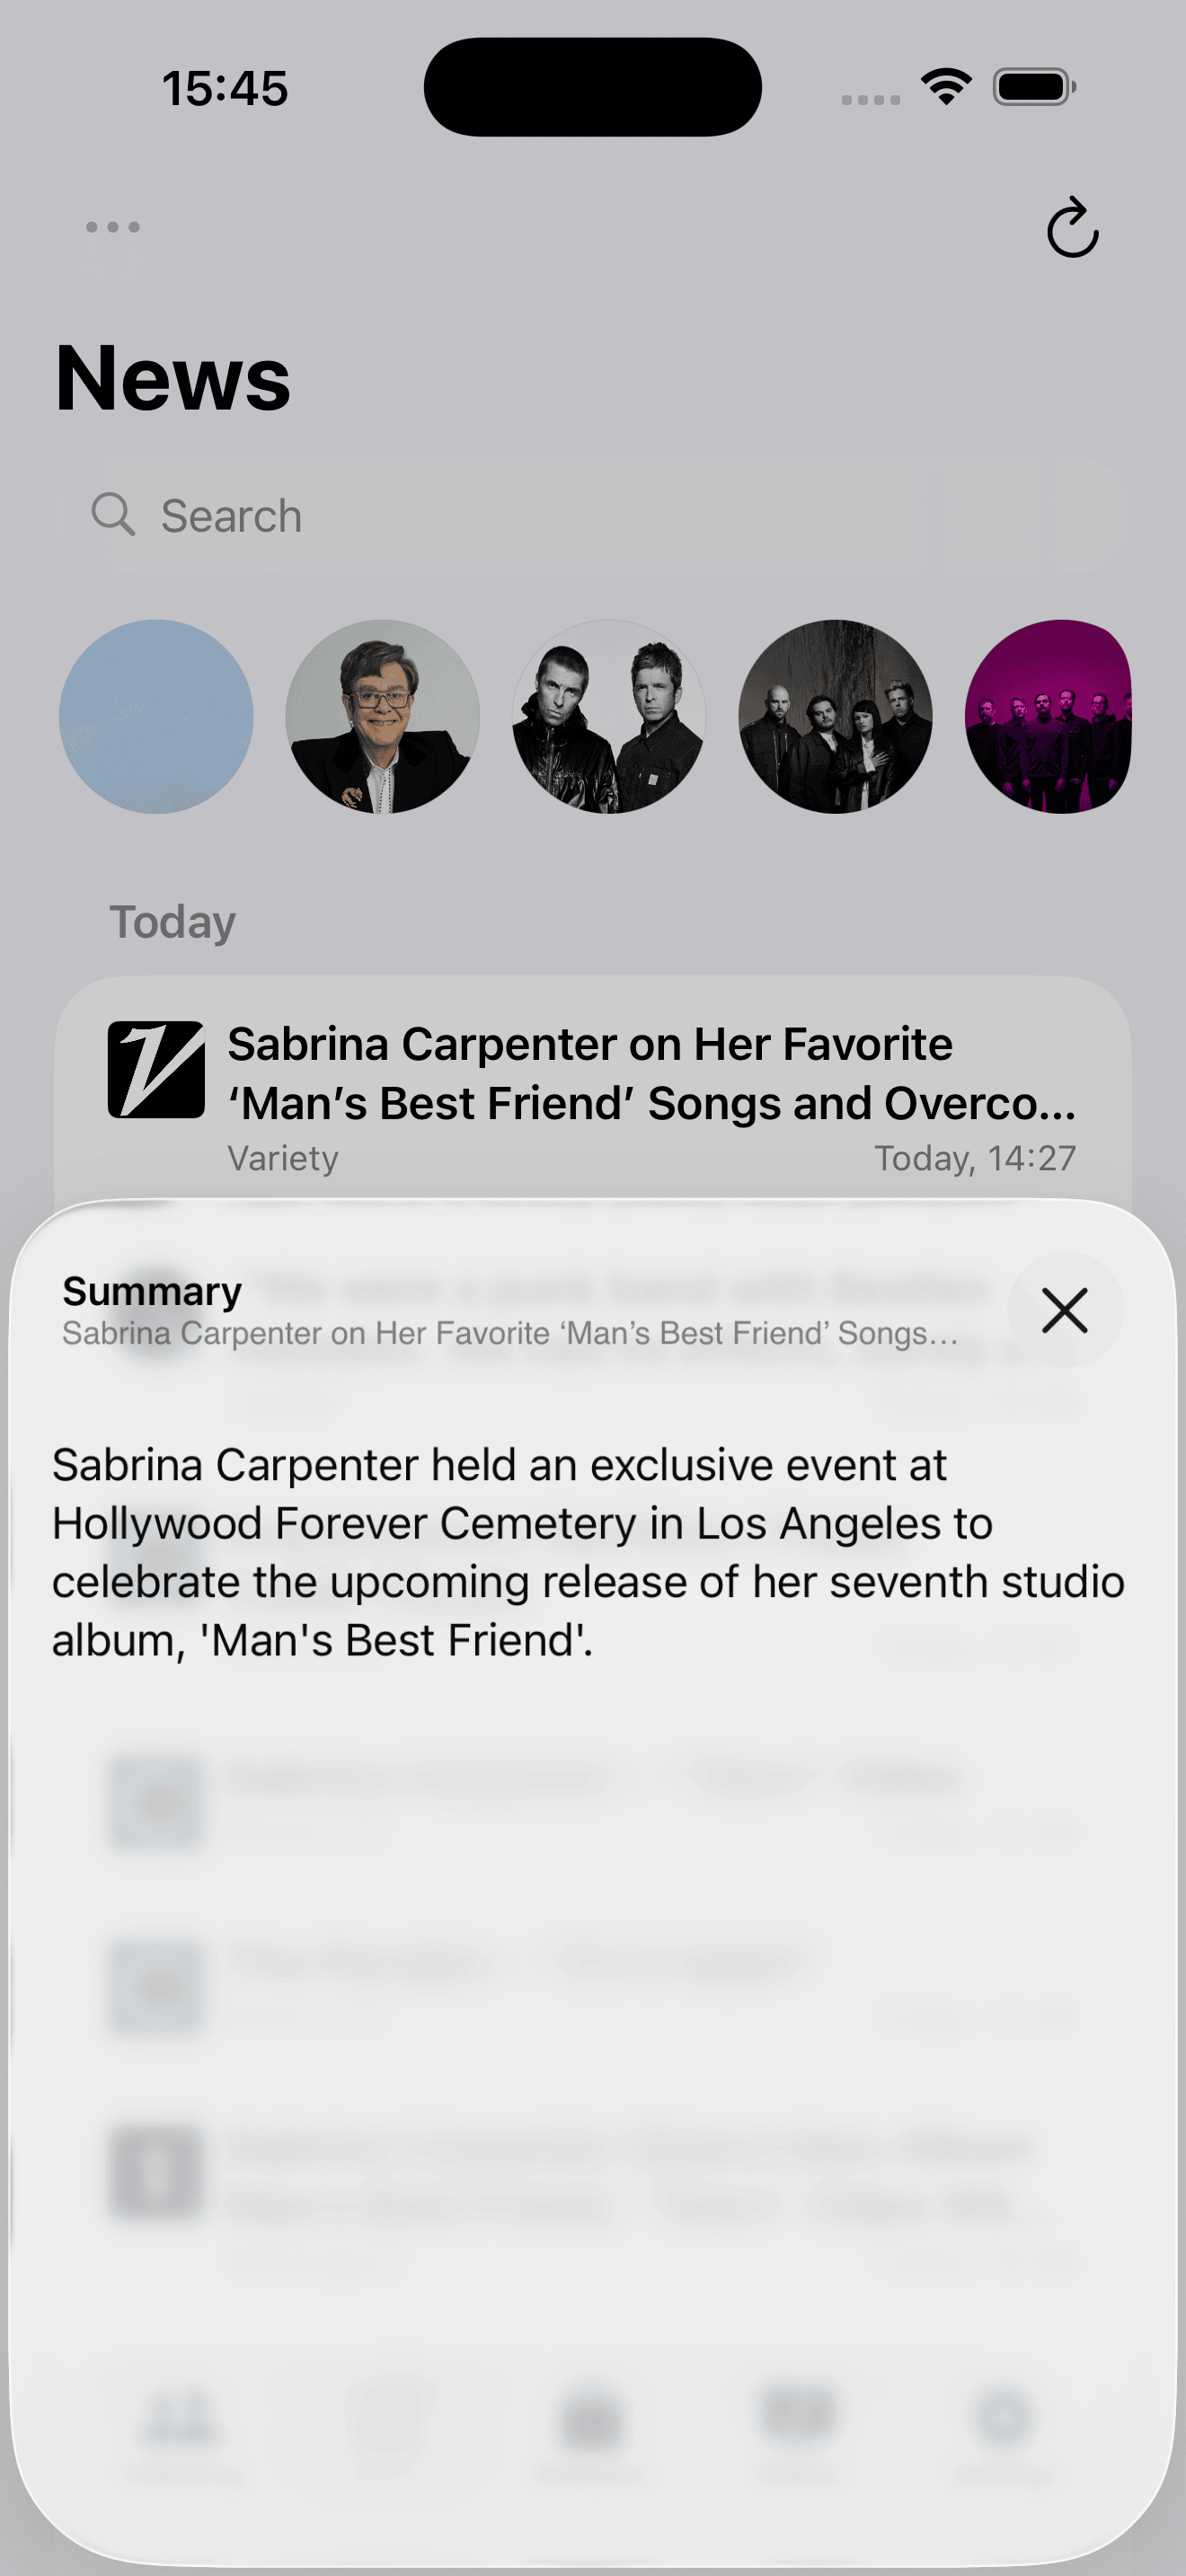 15:45
News
Search
Today
Sabrina Carpenter on Her Favorite
‘Man’s Best Friend’ Songs and Overco...
Variety
Today, 14:27
Summary
Sabrina Carpenter on Her Favorite ‘Man’s Best Friend’ Songs...
Sabrina Carpenter held an exclusive event at
Hollywood Forever Cemetery in Los Angeles to
celebrate the upcoming release of her seventh studio
album, 'Man's Best Friend'.